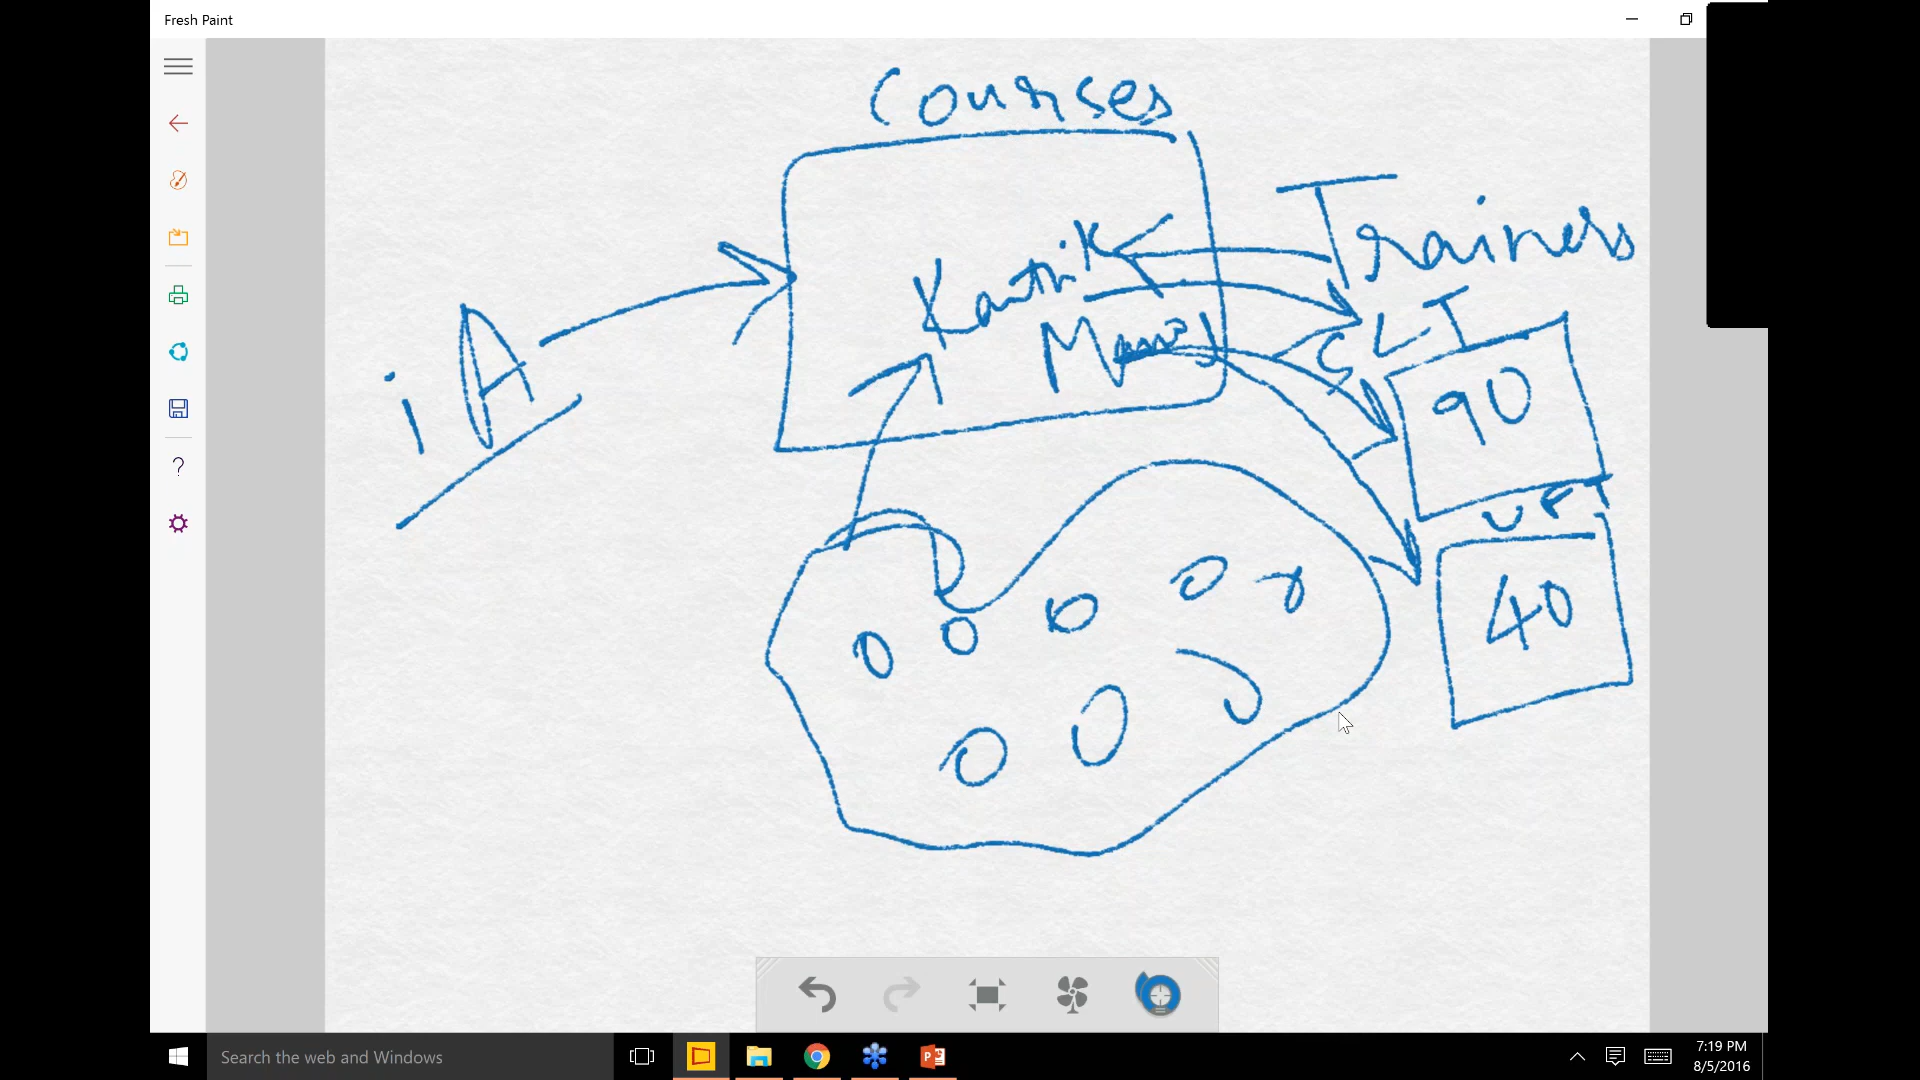 Fresh Paint
Courses
Trainers
Karthik
Manoj
iA
SLT
90
UFT
40
?
Search the web and Windows
7:19 PM
8/5/2016